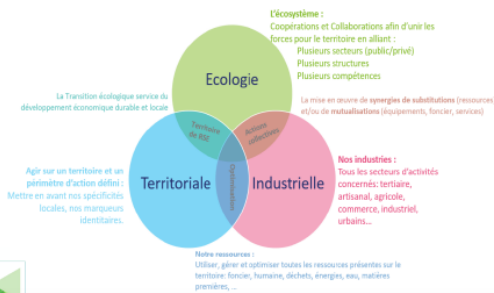 L'écosystème :
Coopérations et Collaborations afin d'unir les
forces pour le territoire en alliant :
Plusieurs secteurs (public/privé)
Plusieurs structures
Plusieurs compétences
Ecologie
La Transition écologique service du
développement économique durable et locale
La mise en œuvre de synergies de substitutions (ressources
et/ou de mutualisations (équipements, foncier, services)
Territoire
de RSE
Actions
collectives
Optimisation
Agir sur un territoire et un
périmètre d'action défini :
Mettre en avant nos spécificités
locales, nos marqueurs
identitaires.
Territoriale
Industrielle
Nos industries :
Tous les secteurs d'activités
concernés: tertiaire,
artisanal, agricole,
commerce, industriel,
urbains...
Notre ressources :
Utiliser, gérer et optimiser toutes les ressources présentes sur le
territoire: foncier, humaine, déchets, énergies, eau, matières
premières, ...